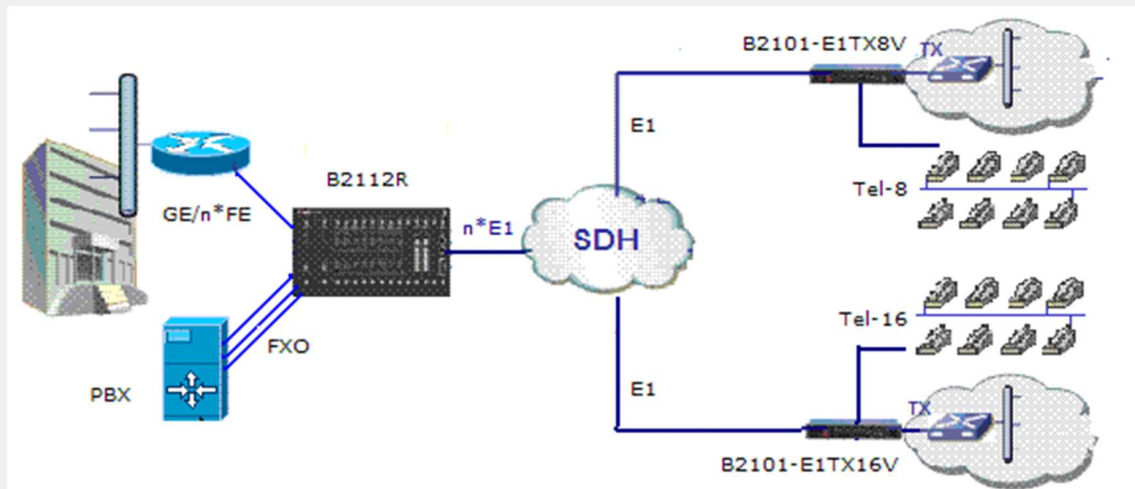 B2101-E1TX8V
TX
E1
B2112R
Tel-8
GE/n*FE
n*E1
SDH
Tel-16
FXO
PBX
E1
TX
B2101-E1TX16V